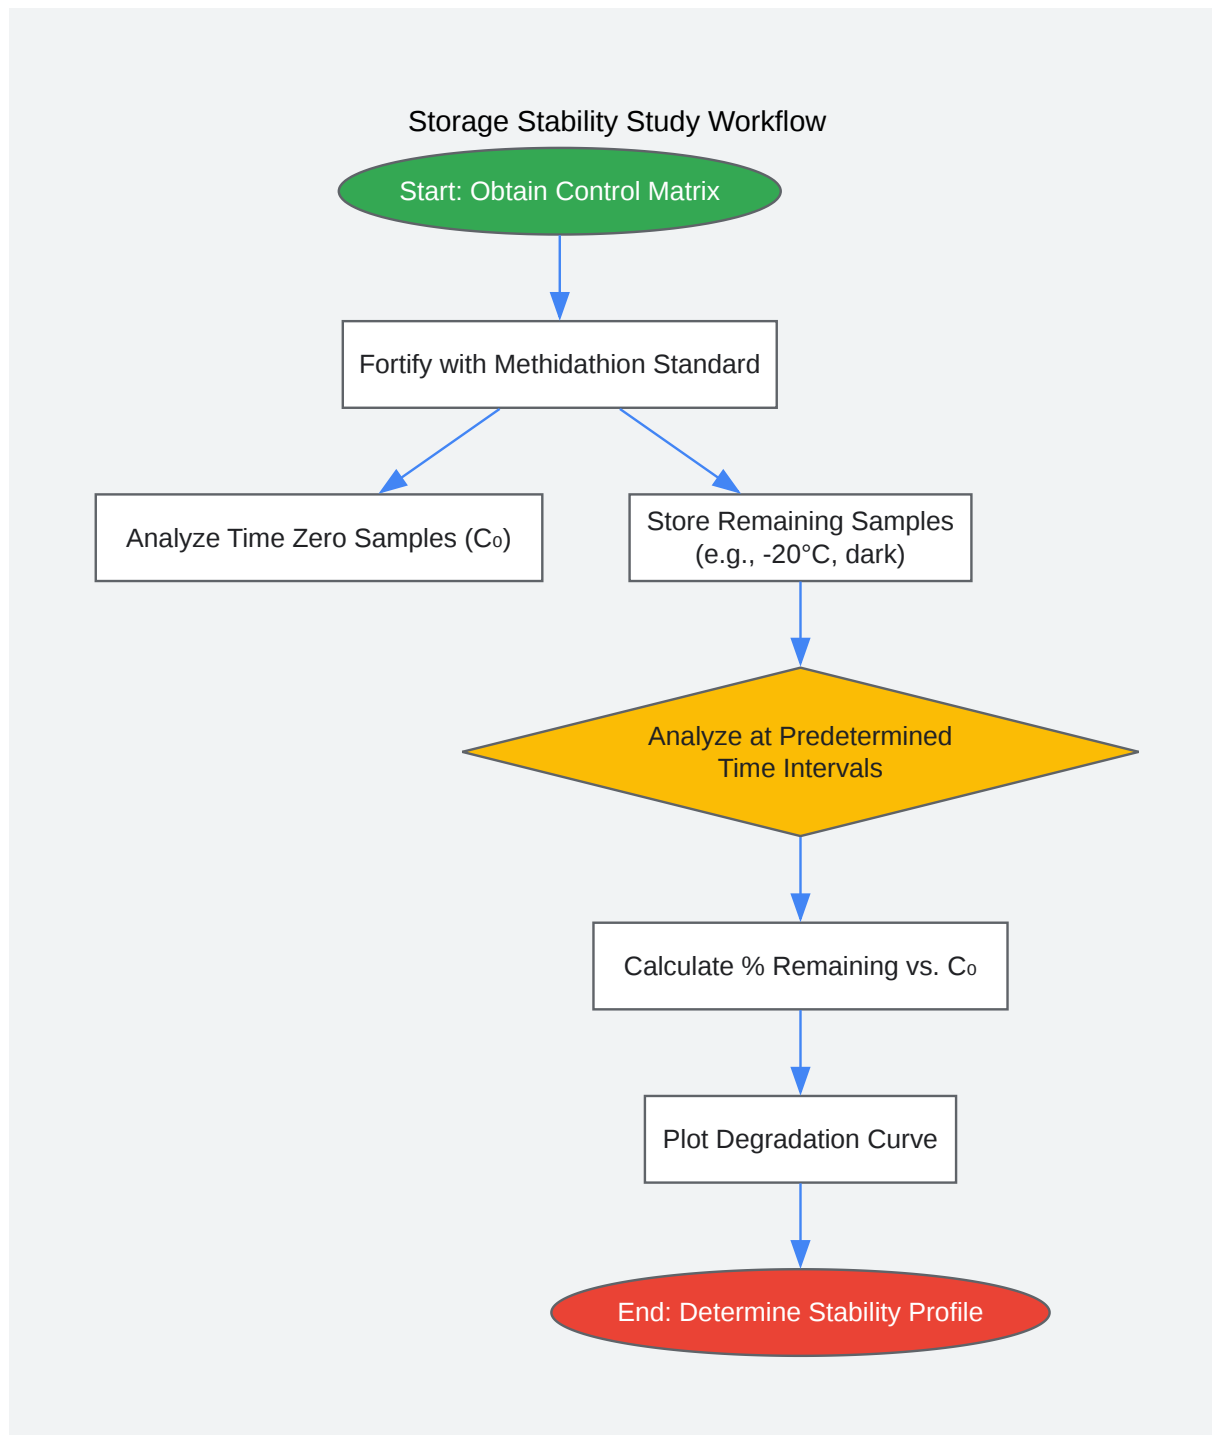 Storage Stability Study Workflow
Start: Obtain Control Matrix
Fortify with Methidathion Standard
Analyze Time Zero Samples (C₀)
Store Remaining Samples
(e.g., -20°C, dark)
Analyze at Predetermined
Time Intervals
Calculate % Remaining vs. C₀
Plot Degradation Curve
End: Determine Stability Profile